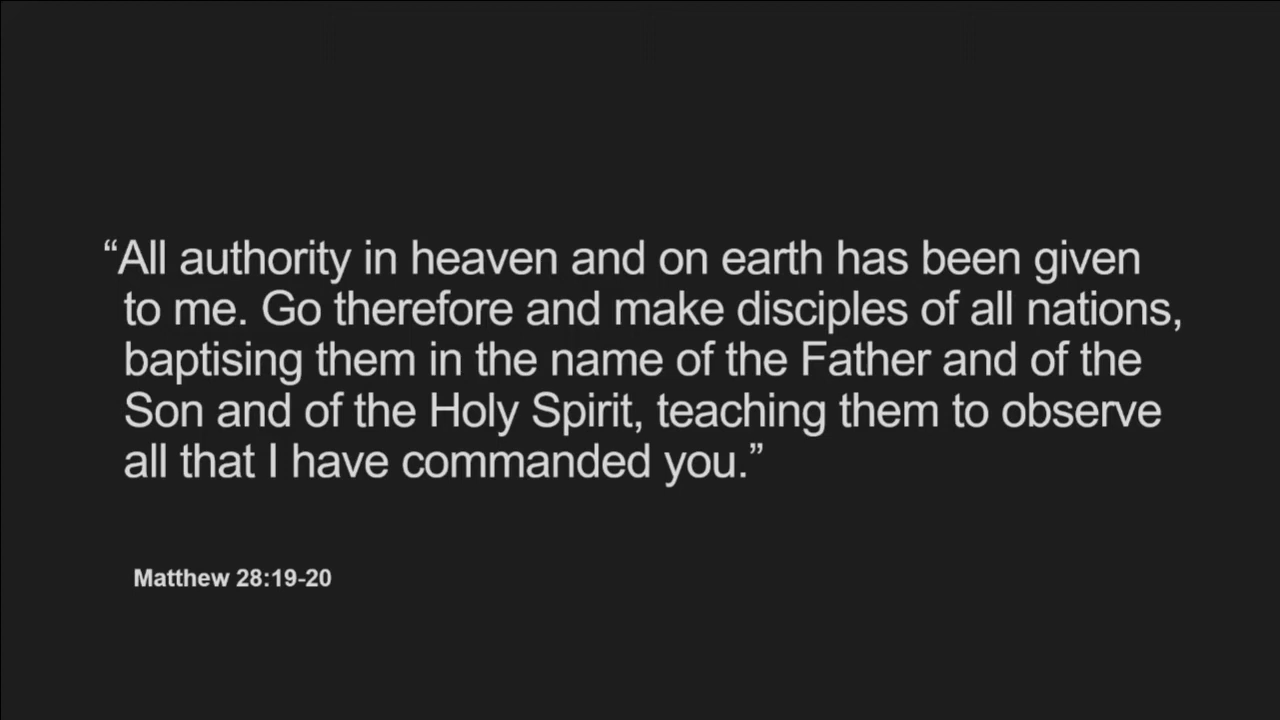 “All authority in heaven and on earth has been given
to me. Go therefore and make disciples of all nations,
baptising them in the name of the Father and of the
Son and of the Holy Spirit, teaching them to observe
all that I have commanded you.”
Matthew 28:19-20